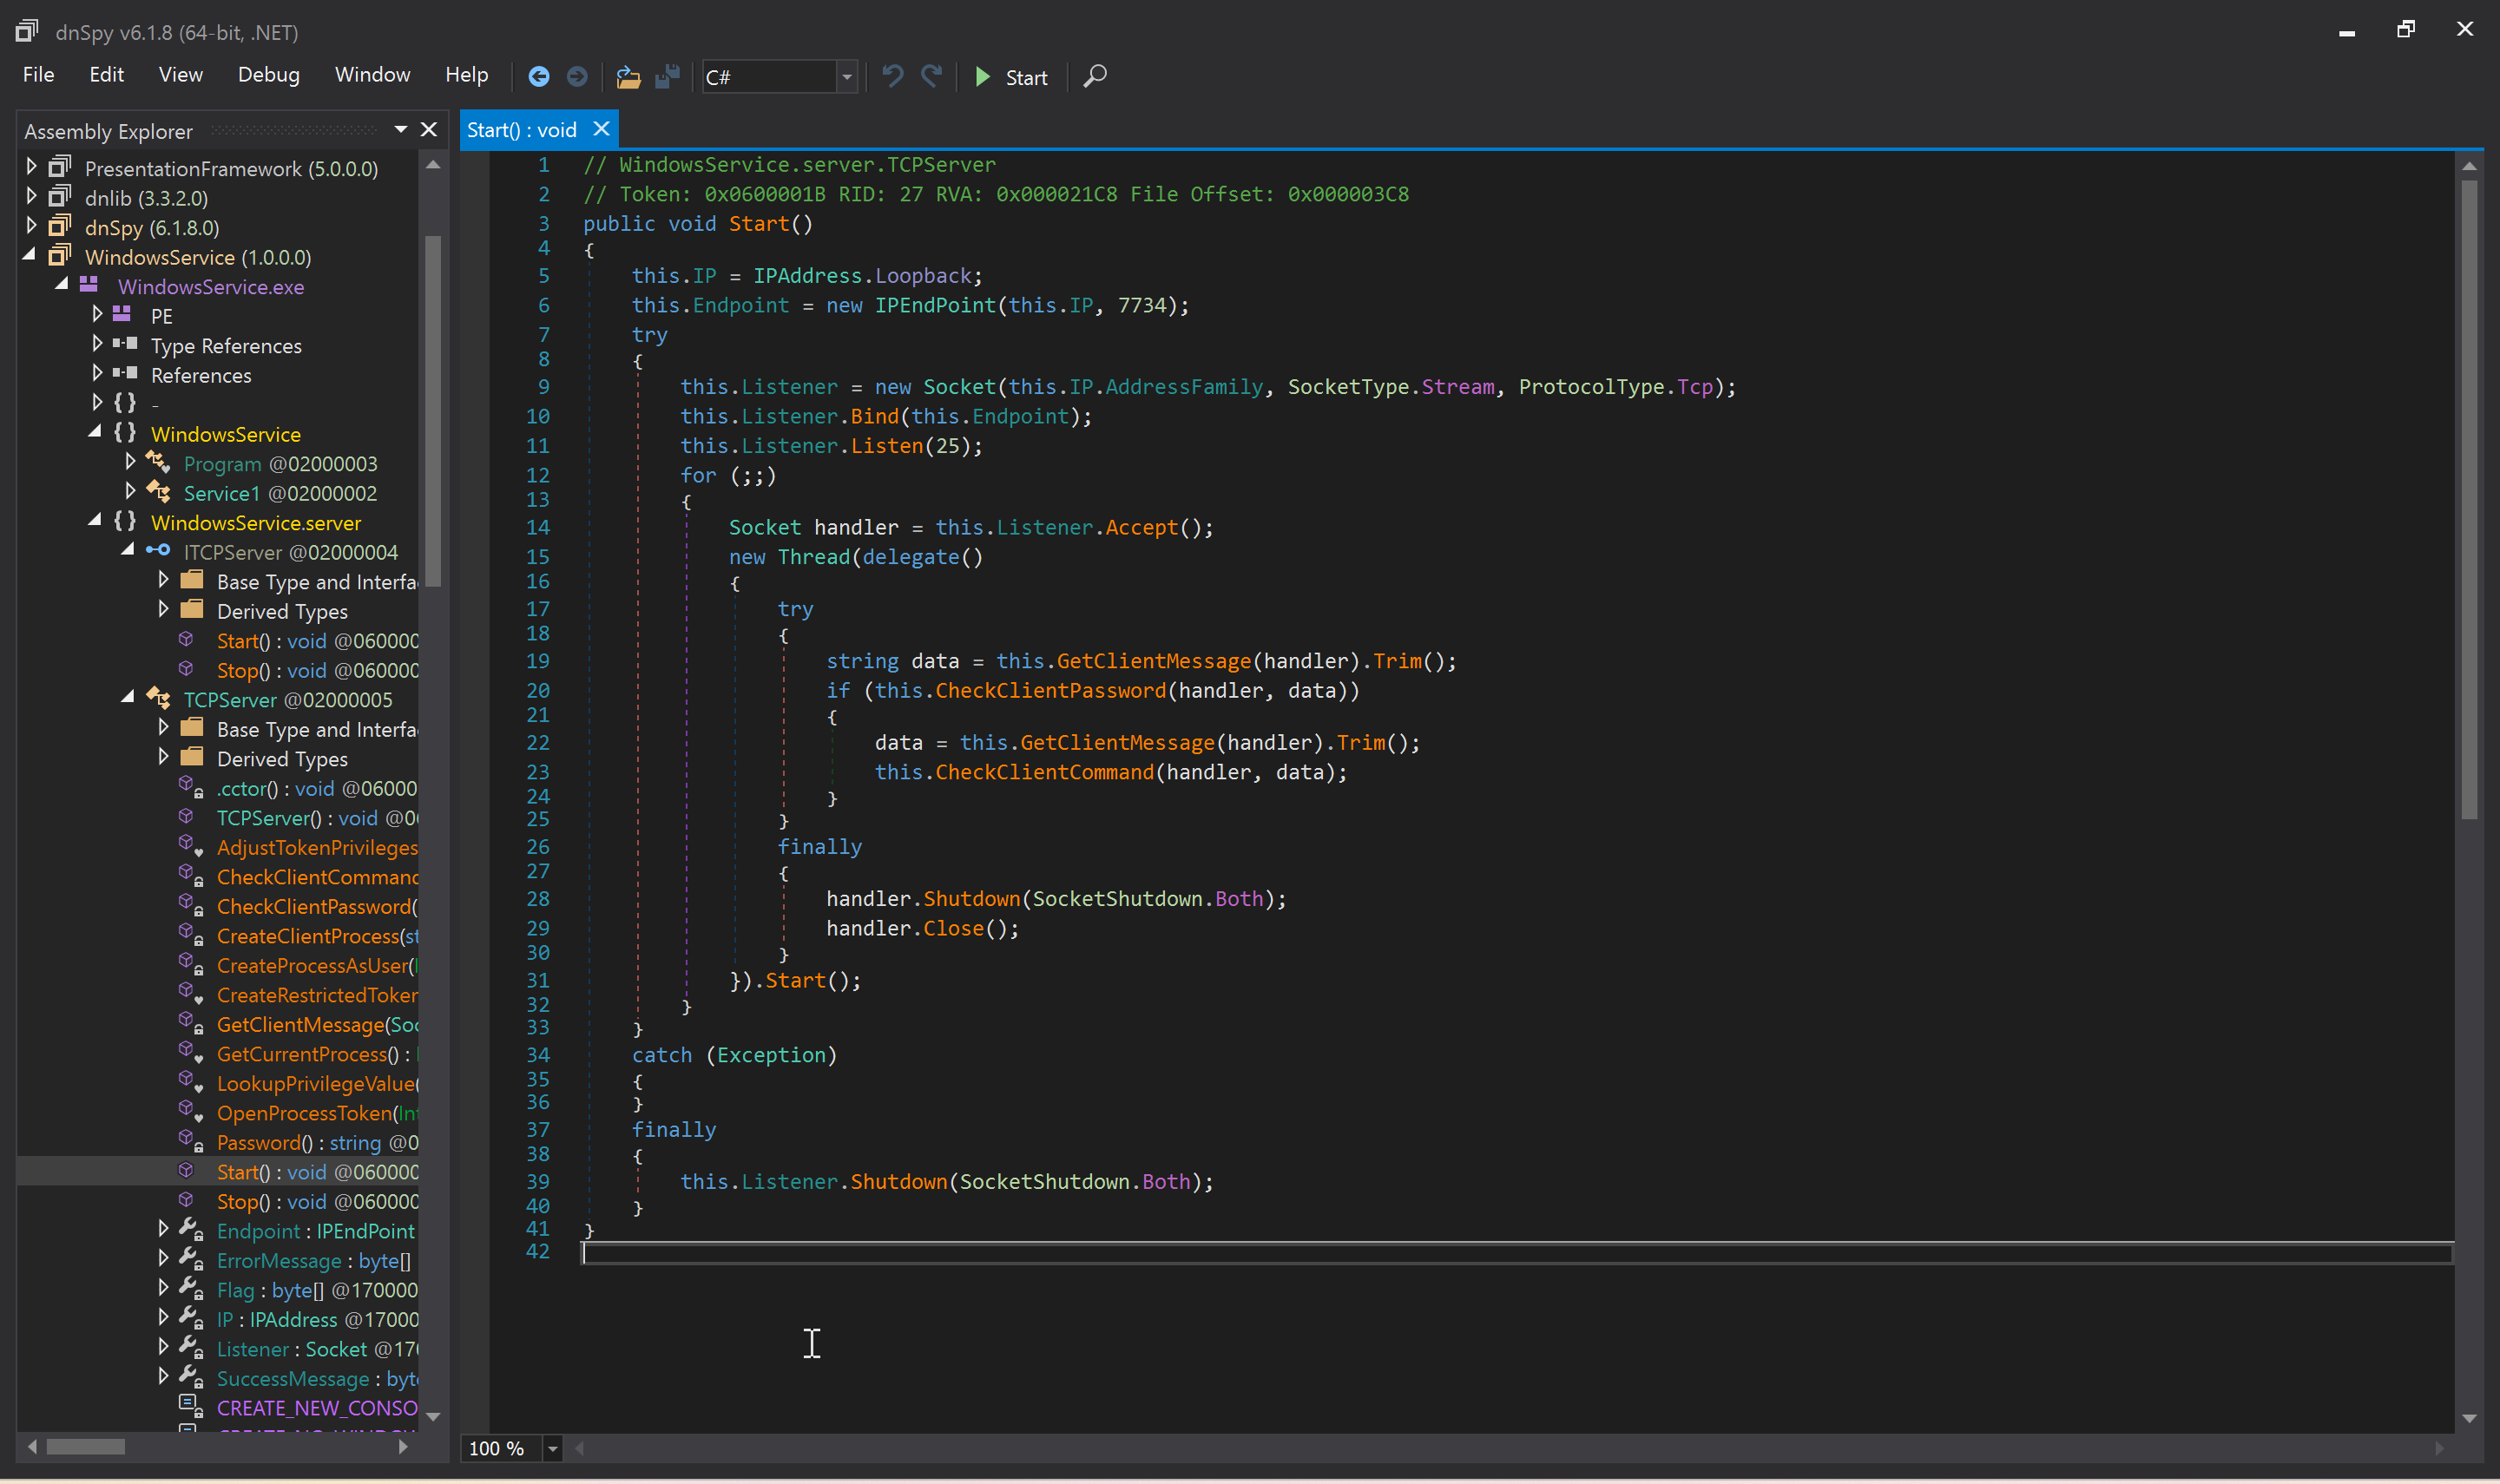 dnSpy v6.1.8 (64-bit, .NET)
File Edit View Debug Window Help C# Start
Assembly Explorer
PresentationFramework (5.0.0.0)
dnlib (3.3.2.0)
dnSpy (6.1.8.0)
WindowsService (1.0.0.0)
WindowsService.exe
PE
Type References
References
{ } -
{ } WindowsService
Program @02000003
Service1 @02000002
{ } WindowsService.server
ITCPServer @02000004
Base Type and Interfa
Derived Types
Start() : void @060000
Stop() : void @060000
TCPServer @02000005
Base Type and Interfa
Derived Types
.cctor() : void @06000
TCPServer() : void @0
AdjustTokenPrivileges
CheckClientCommand
CheckClientPassword(
CreateClientProcess(st
CreateProcessAsUser(
CreateRestrictedToken
GetClientMessage(Soc
GetCurrentProcess() :
LookupPrivilegeValue(
OpenProcessToken(Int
Password() : string @0
Start() : void @060000
Stop() : void @060000
Endpoint : IPEndPoint
ErrorMessage : byte[]
Flag : byte[] @170000
IP : IPAddress @17000
Listener : Socket @170
SuccessMessage : byte
CREATE_NEW_CONSO
Start() : void
1 // WindowsService.server.TCPServer
2 // Token: 0x0600001B RID: 27 RVA: 0x000021C8 File Offset: 0x000003C8
3 public void Start()
4 {
5 this.IP = IPAddress.Loopback;
6 this.Endpoint = new IPEndPoint(this.IP, 7734);
7 try
8 {
9 this.Listener = new Socket(this.IP.AddressFamily, SocketType.Stream, ProtocolType.Tcp);
10 this.Listener.Bind(this.Endpoint);
11 this.Listener.Listen(25);
12 for (;;)
13 {
14 Socket handler = this.Listener.Accept();
15 new Thread(delegate()
16 {
17 try
18 {
19 string data = this.GetClientMessage(handler).Trim();
20 if (this.CheckClientPassword(handler, data))
21 {
22 data = this.GetClientMessage(handler).Trim();
23 this.CheckClientCommand(handler, data);
24 }
25 }
26 finally
27 {
28 handler.Shutdown(SocketShutdown.Both);
29 handler.Close();
30 }
31 }).Start();
32 }
33 }
34 catch (Exception)
35 {
36 }
37 finally
38 {
39 this.Listener.Shutdown(SocketShutdown.Both);
40 }
41 }
42
100 %